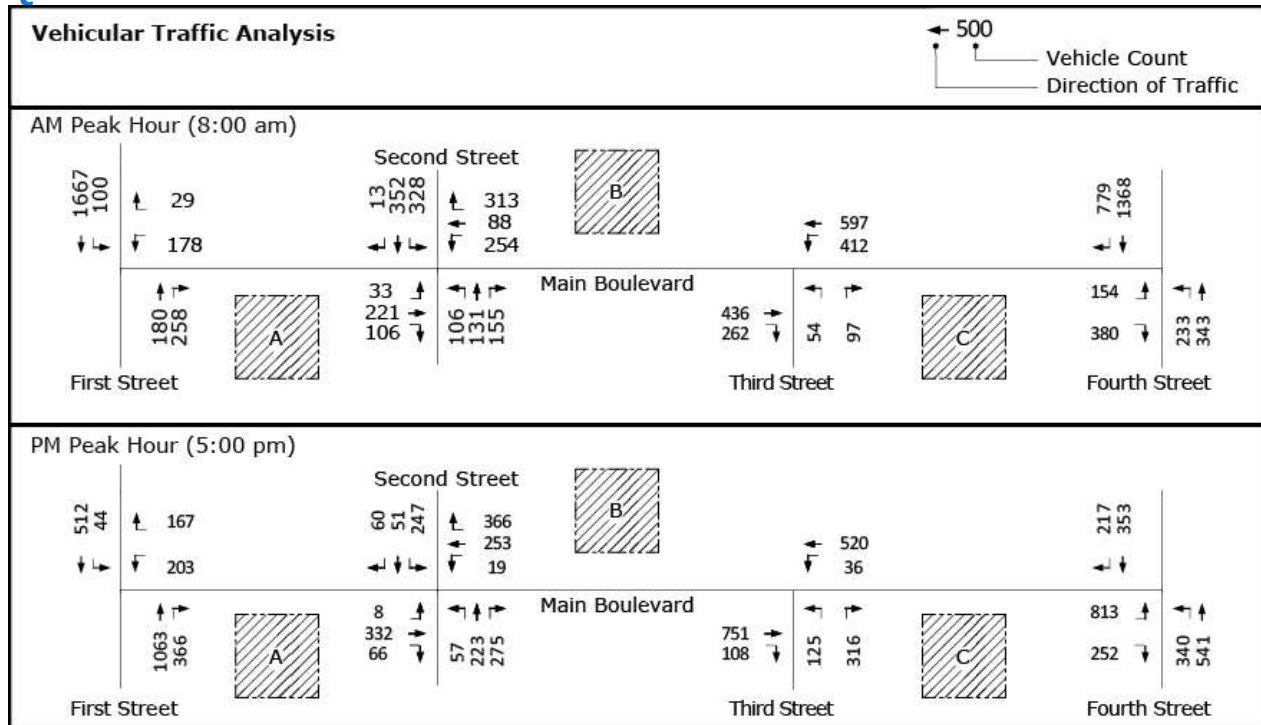 Vehicular Traffic Analysis
500
Vehicle Count
Direction of Traffic
AM Peak Hour (8:00 am)
Second Street
1667
100
29
178
13
352
328
313
88
254
B
597
412
779
1368
Main Boulevard
180
258
A
33
221
106
106
131
155
436
262
54
97
C
154
380
233
343
First Street
Third Street
Fourth Street
PM Peak Hour (5:00 pm)
Second Street
512
44
167
203
60
51
247
366
253
19
B
520
36
217
353
Main Boulevard
1063
366
A
8
332
66
57
223
275
751
108
125
316
C
813
252
340
541
First Street
Third Street
Fourth Street